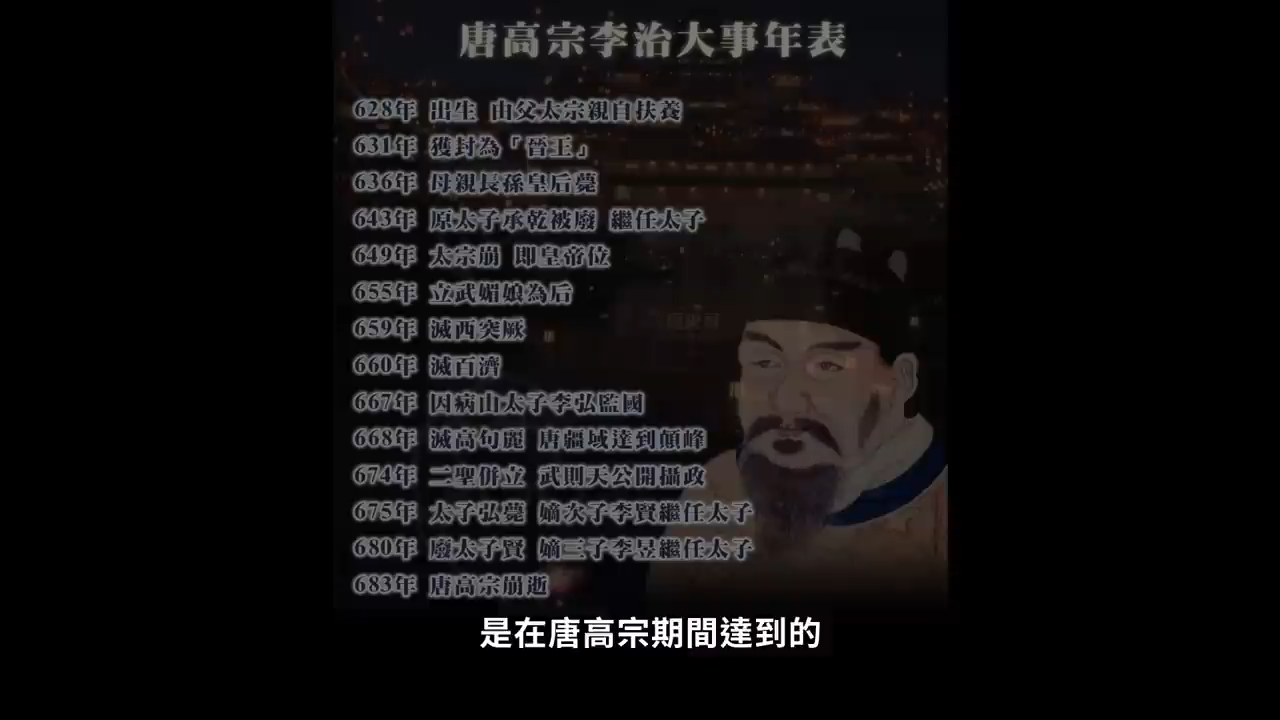 唐高宗李治大事年表
628年 出生 由父太宗親自扶養
631年 獲封為「晉王」
636年 母親長孫皇后薨
643年 原太子承乾被廢 繼任太子
649年 太宗崩 即皇帝位
655年 立武媚娘為后
659年 滅西突厥
660年 滅百濟
667年 因病由太子李弘監國
668年 滅高句麗 唐疆域達到顛峰
674年 二聖併立 武則天公開攝政
675年 太子弘薨 嫡次子李賢繼任太子
680年 廢太子賢 嫡三子李昱繼任太子
683年 唐高宗崩逝
是在唐高宗期間達到的